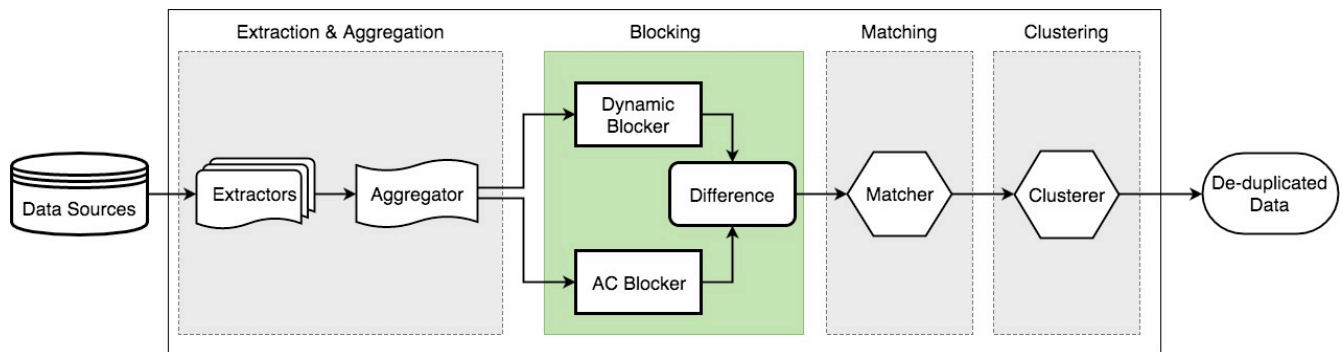 Extraction & Aggregation
Blocking
Matching
Clustering
Data Sources
Extractors
Aggregator
Dynamic
Blocker
AC Blocker
Difference
Matcher
Clusterer
De-duplicated
Data